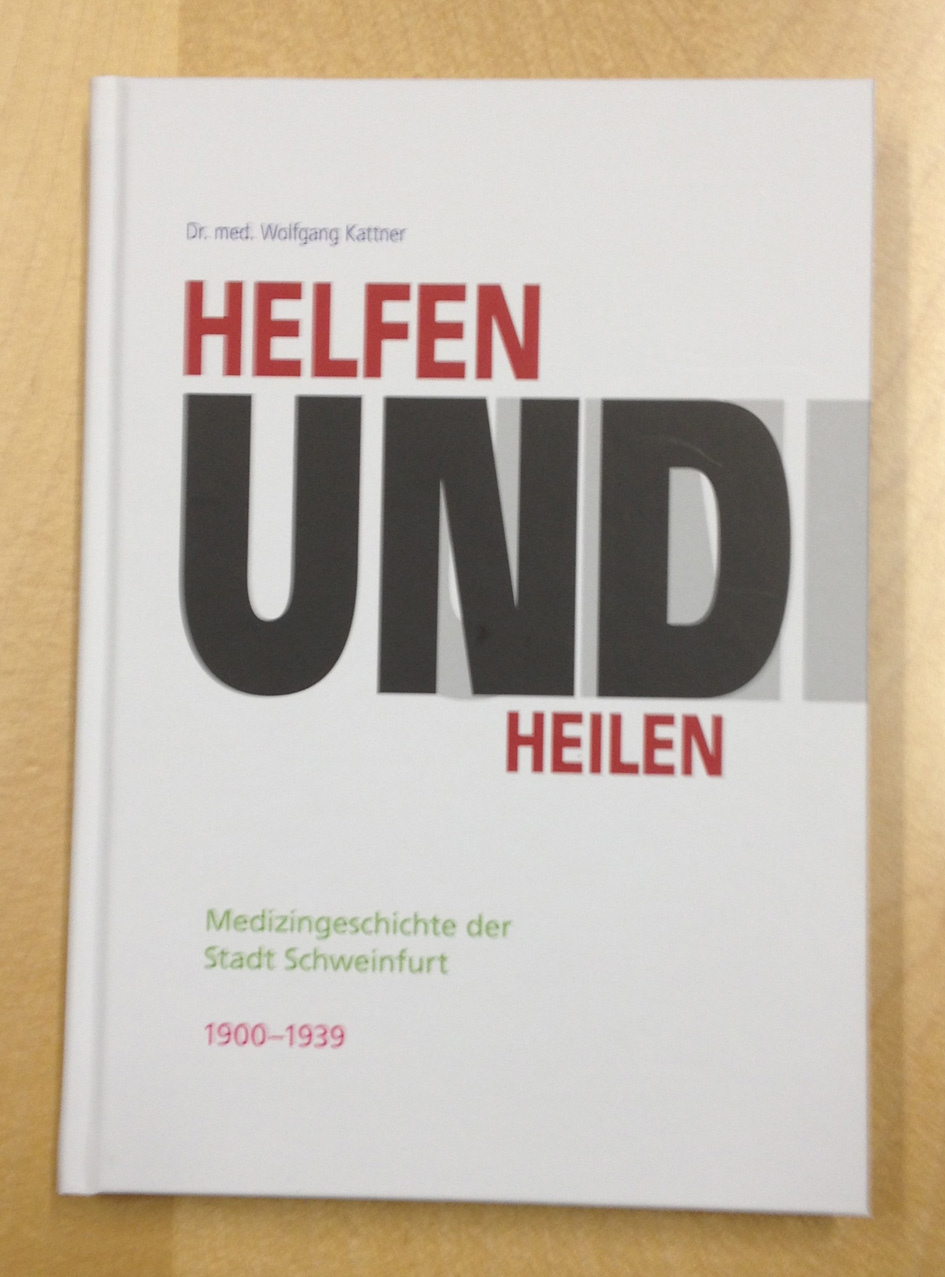 Dr. med. Wolfgang Kattner
HELFEN
UND
HEILEN
Medizingeschichte der
Stadt Schweinfurt
1900–1939